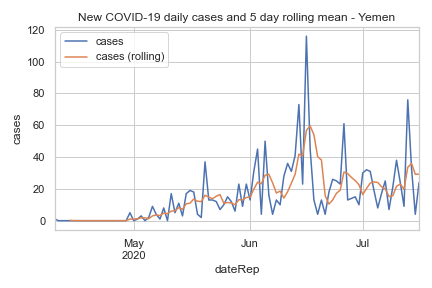 New COVID-19 daily cases and 5 day rolling mean - Yemen
cases
cases (rolling)
120
100
80
60
40
20
0
cases
May
2020
Jun
Jul
dateRep